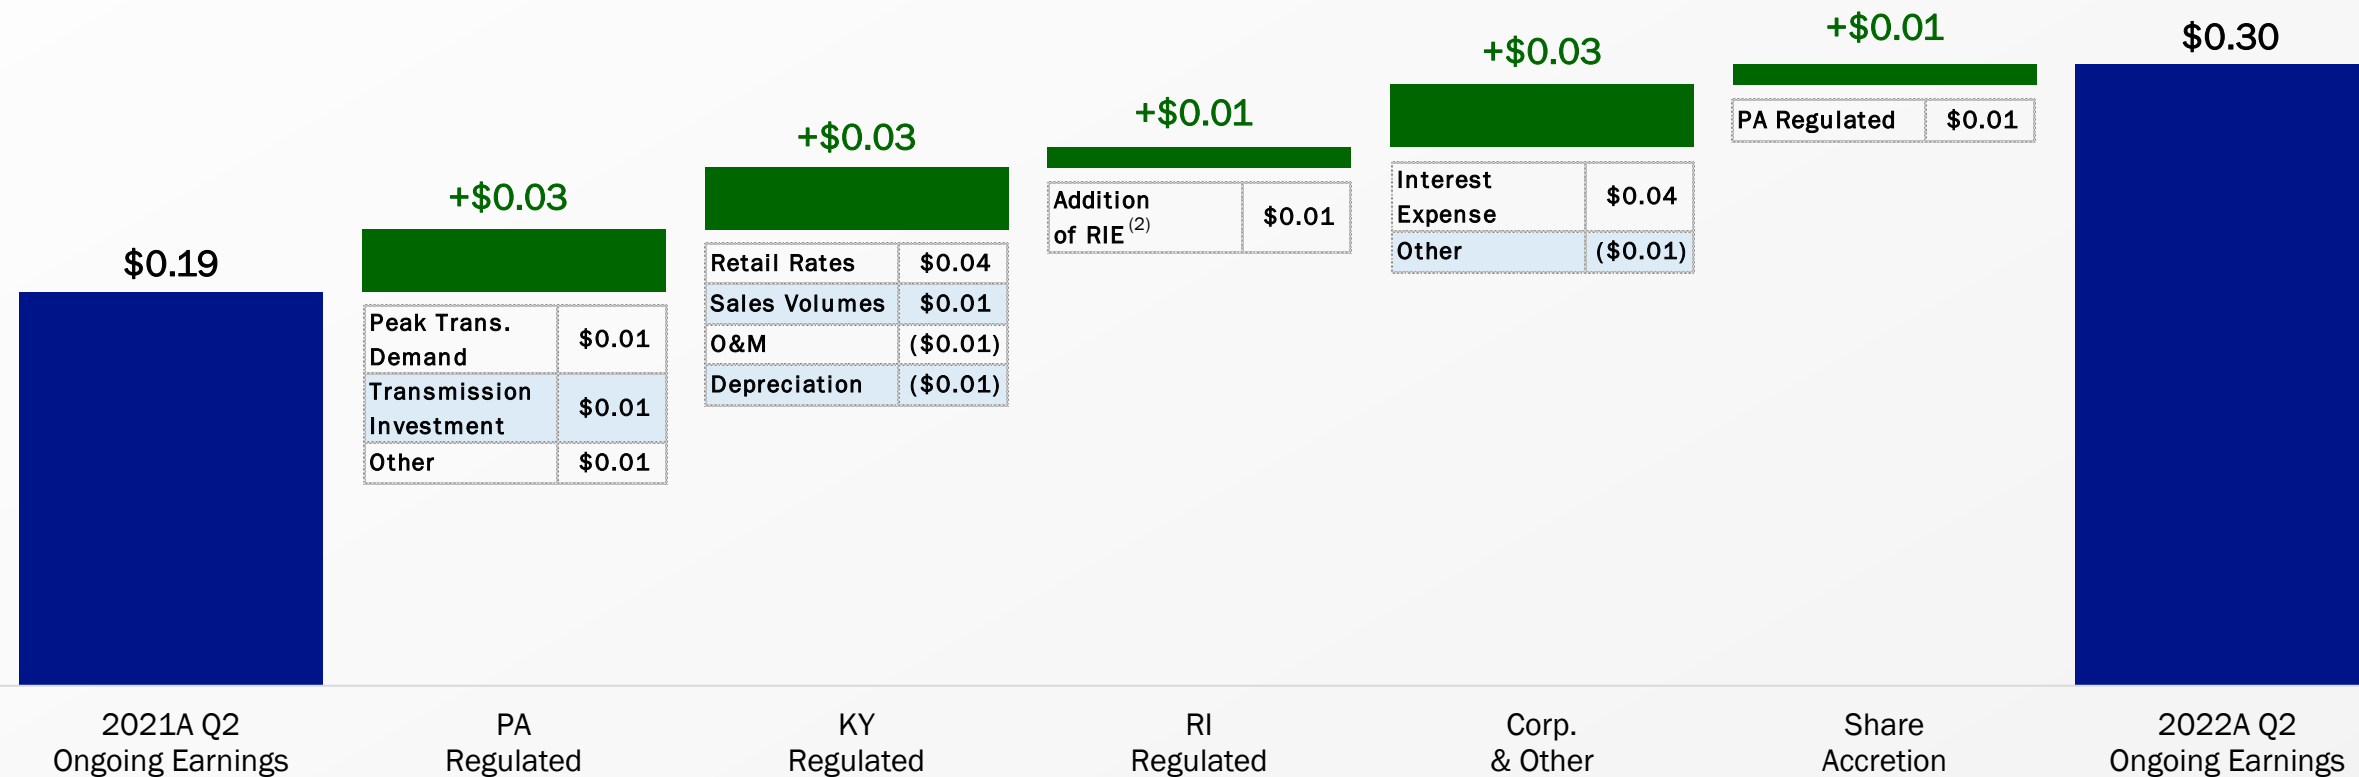 $0.19
+$0.03
Peak Trans.
Demand
$0.01
Transmission
Investment
$0.01
Other $0.01
+$0.03
Retail Rates $0.04
Sales Volumes $0.01
O&M ($0.01)
Depreciation ($0.01)
+$0.01
Addition
of RIE (2)
$0.01
+$0.03
Interest
Expense
$0.04
Other ($0.01)
+$0.01
PA Regulated $0.01
$0.30
2021A Q2
Ongoing Earnings
PA
Regulated
KY
Regulated
RI
Regulated
Corp.
& Other
Share
Accretion
2022A Q2
Ongoing Earnings